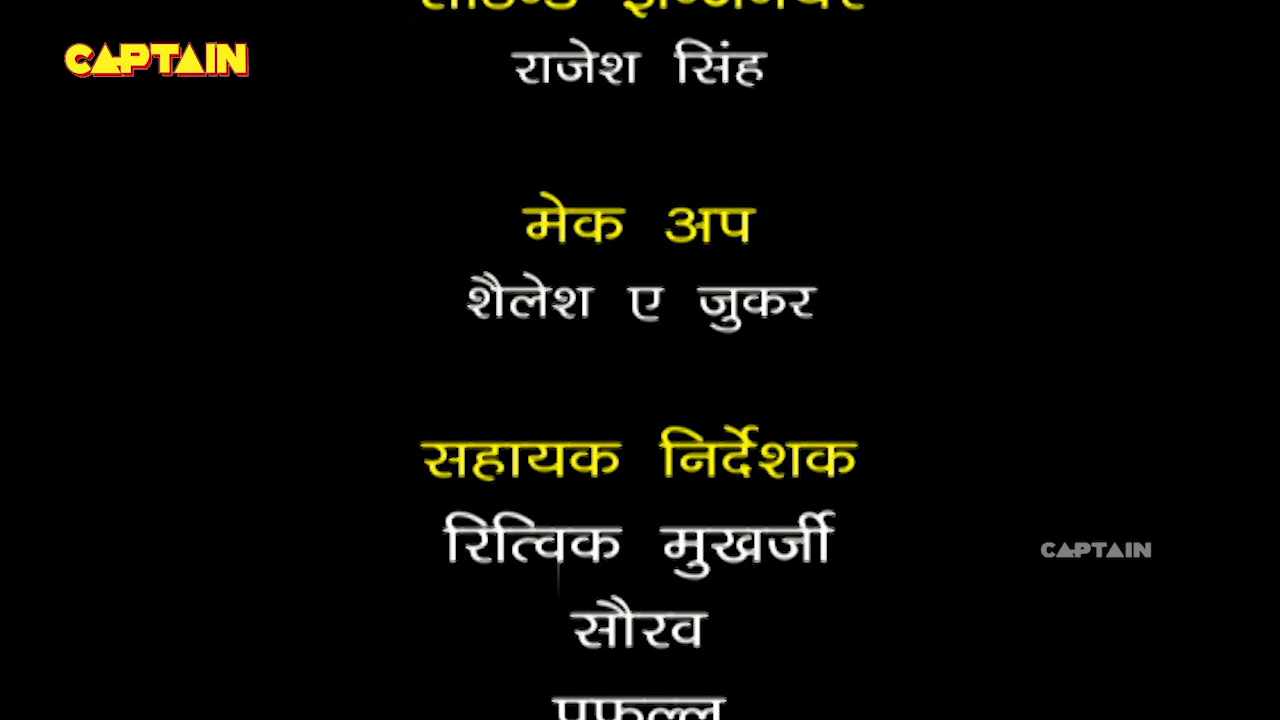 CAPTAIN
राजेश सिंह
मेक अप
शैलेश ए जुकर
सहायक निर्देशक
रित्विक मुखर्जी
CAPTAIN
सौरव